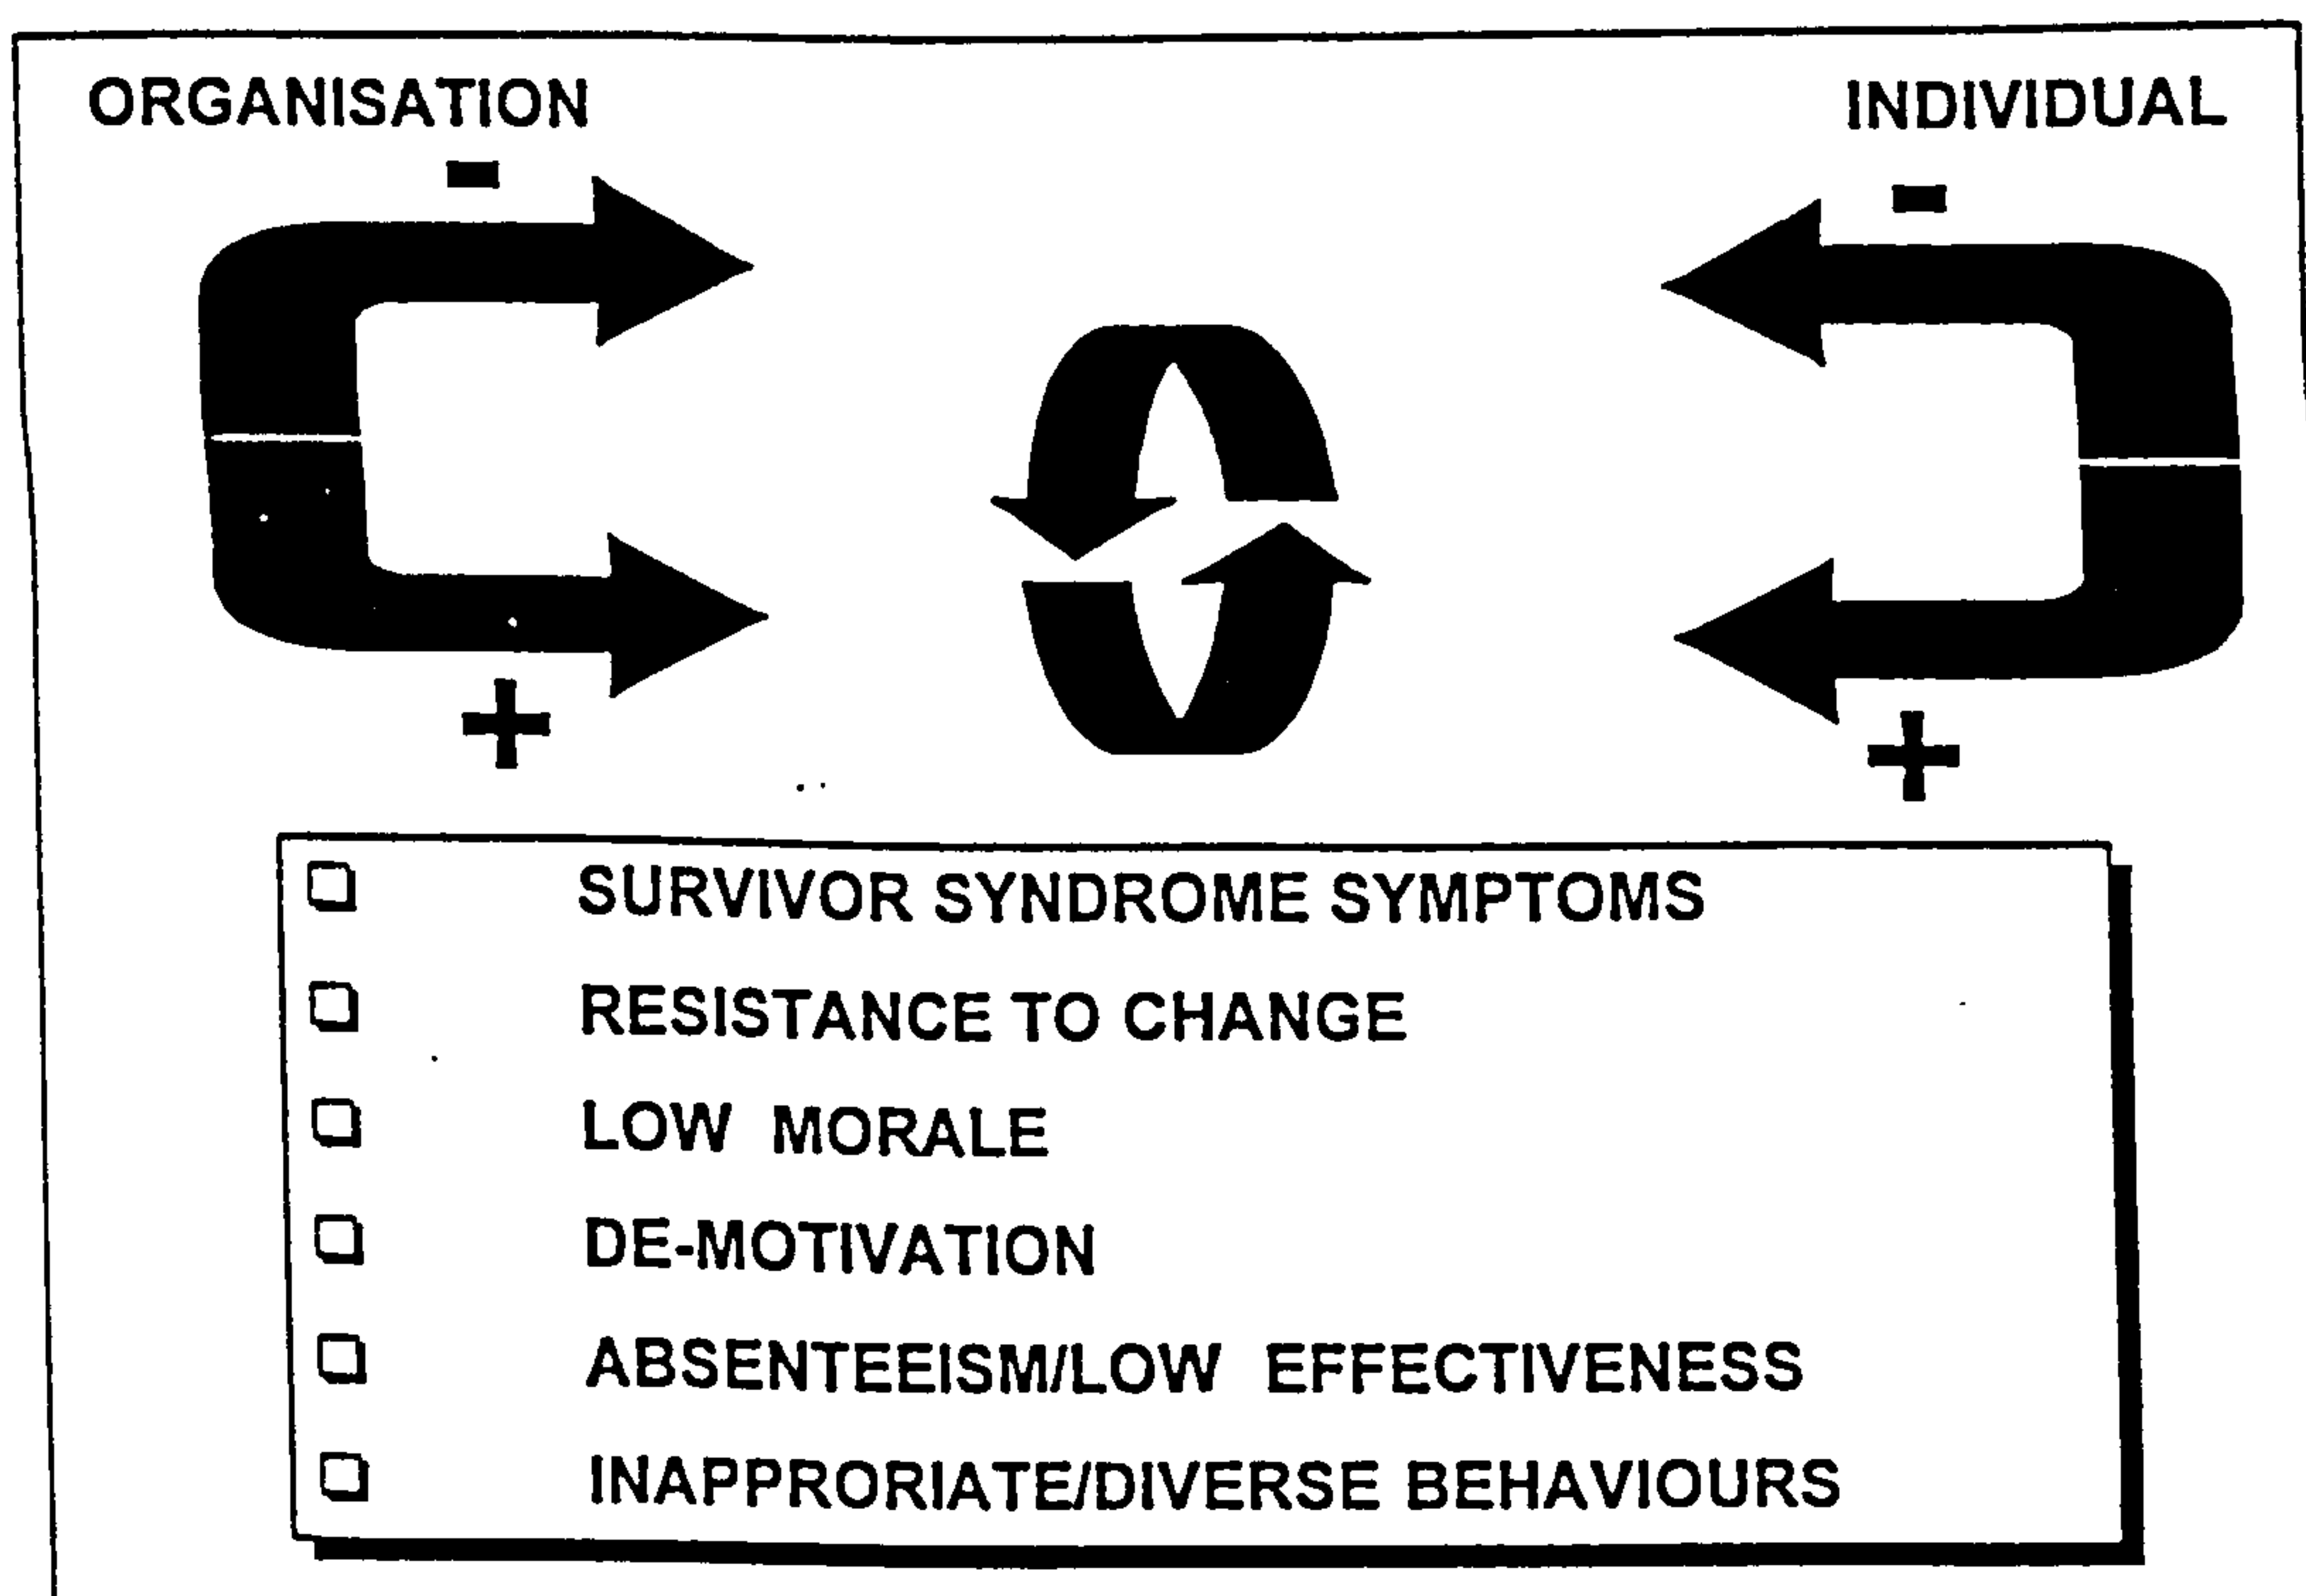 ORGANISATION INDIVIDUAL
- -
+ +
SURVIVOR SYNDROME SYMPTOMS
RESISTANCE TO CHANGE
LOW MORALE
DE-MOTIVATION
ABSENTEEISM/LOW EFFECTIVENESS
INAPPRORIATE/DIVERSE BEHAVIOURS